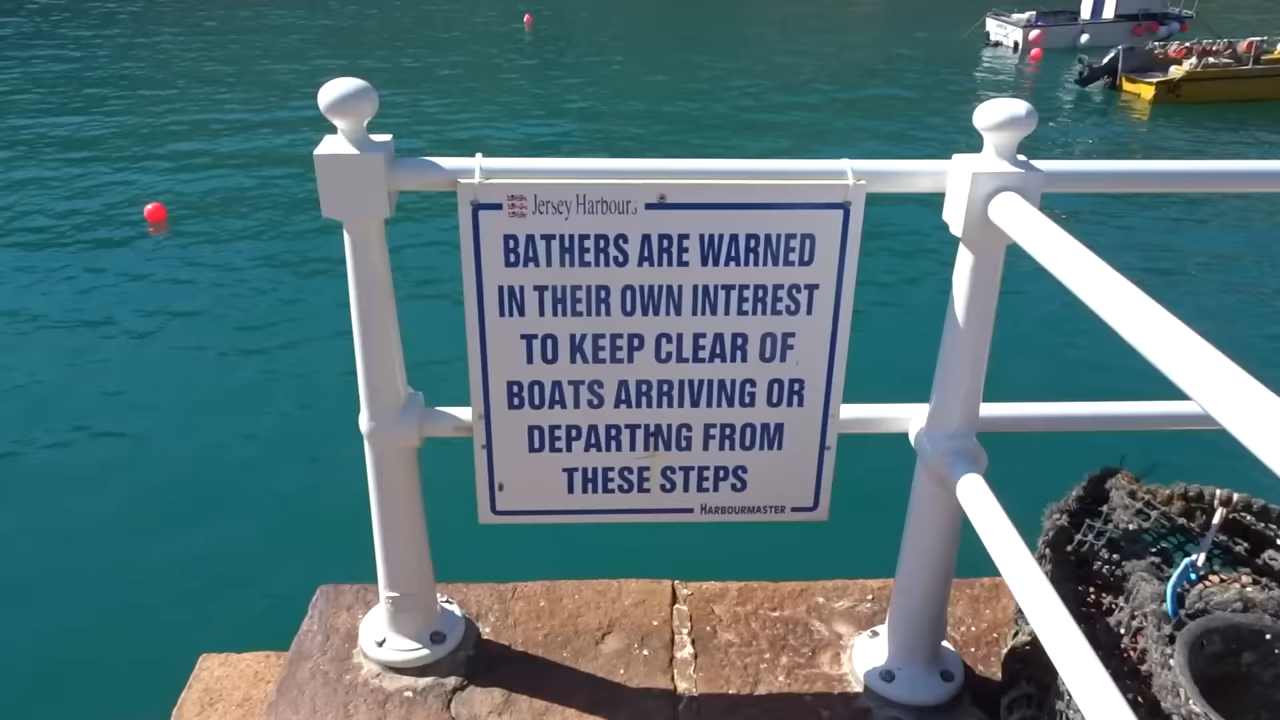 Jersey Harbours
BATHERS ARE WARNED
IN THEIR OWN INTEREST
TO KEEP CLEAR OF
BOATS ARRIVING OR
DEPARTING FROM
THESE STEPS
HARBOURMASTER